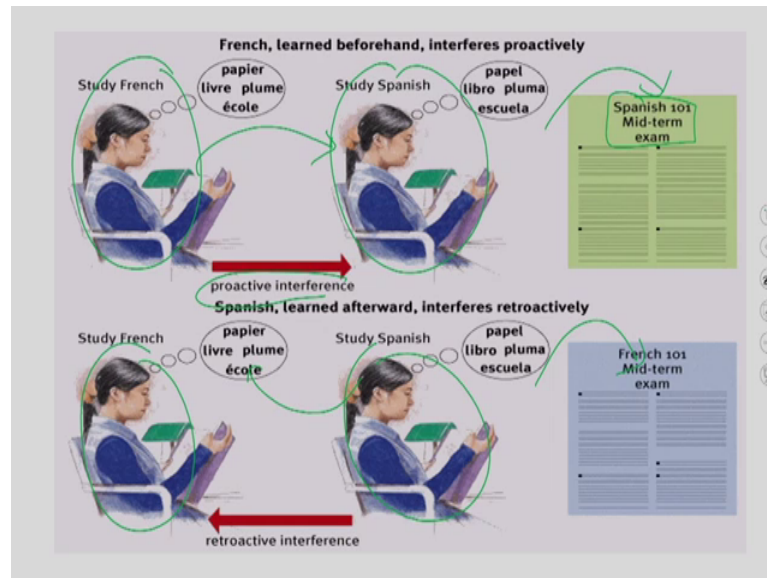 French, learned beforehand, interferes proactively
Study French
papier
livre plume
école
Study Spanish
papel
libro pluma
escuela
Spanish 101
Mid-term
exam
proactive interference
Spanish, learned afterward, interferes retroactively
Study French
papier
livre plume
école
Study Spanish
papel
libro pluma
escuela
French 101
Mid-term
exam
retroactive interference